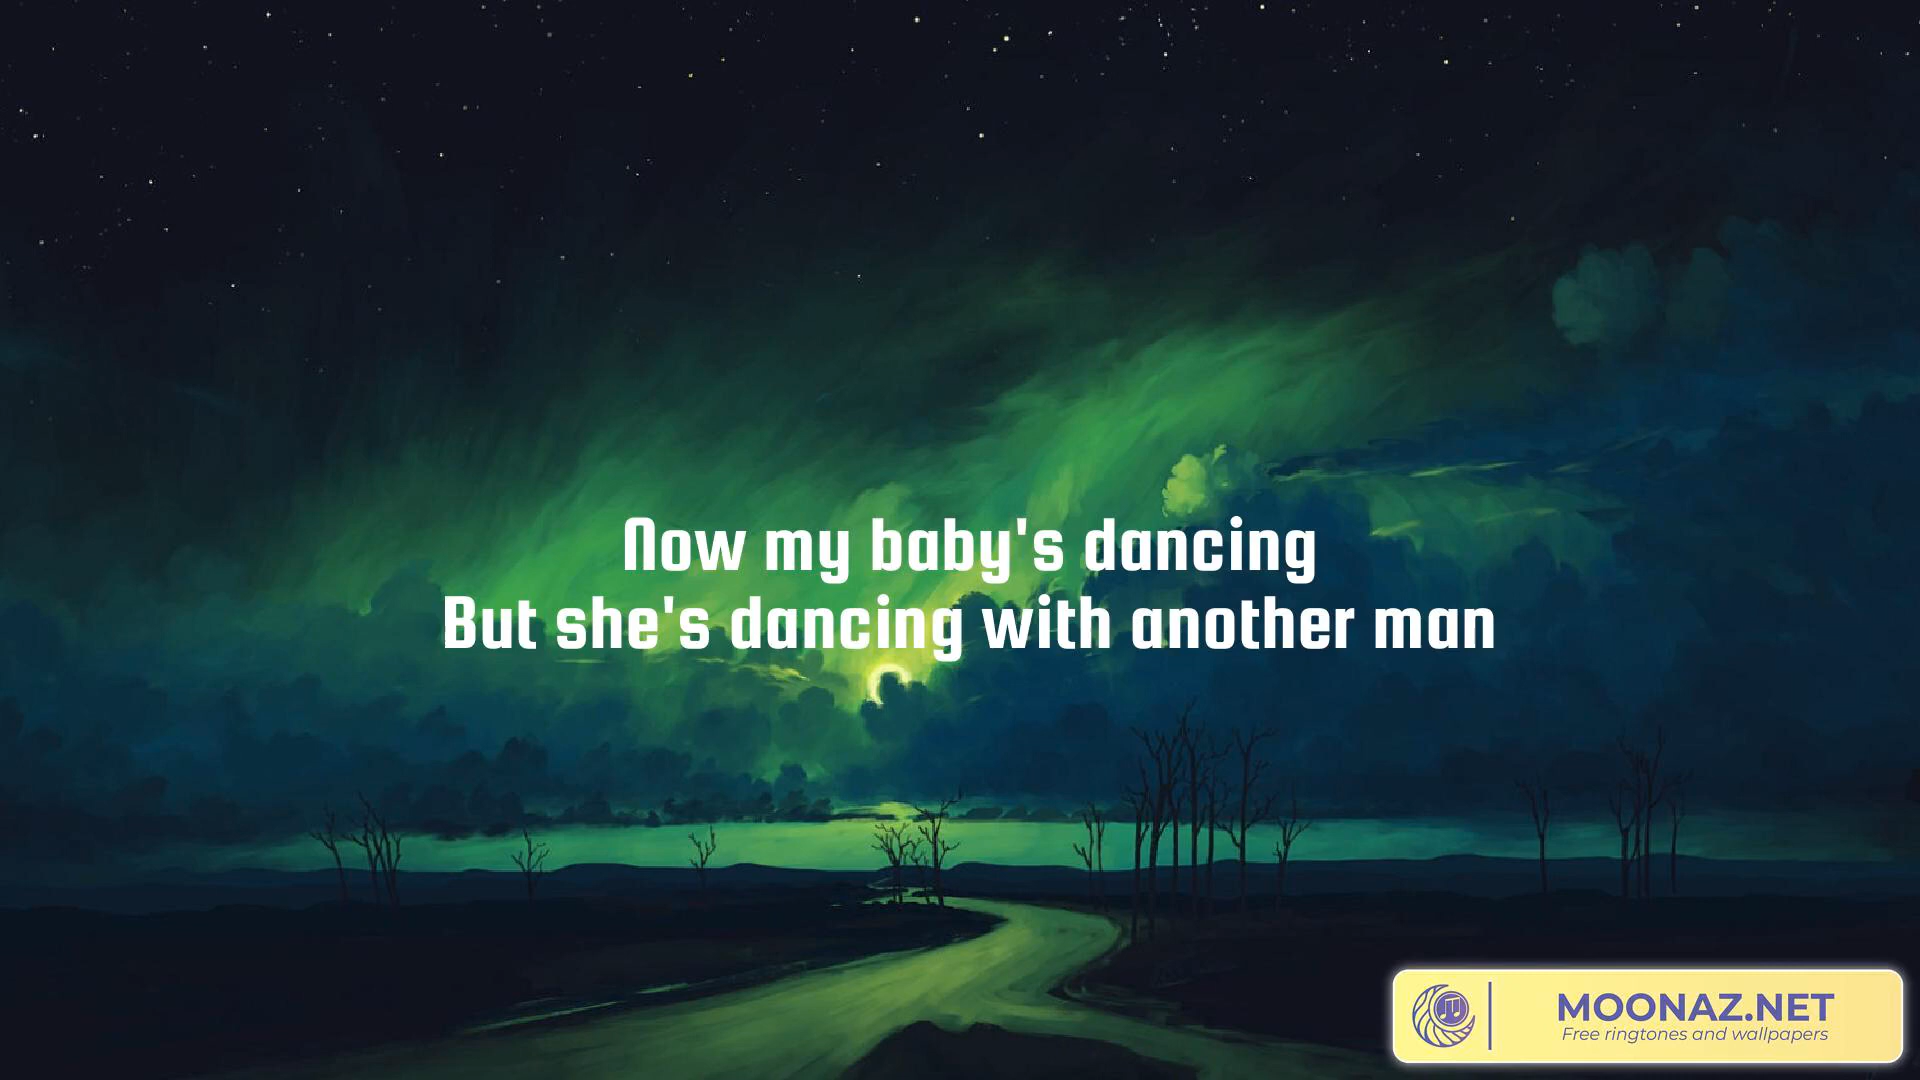 Now my baby's dancing
But she's dancing with another man
MOONAZ.NET
Free ringtones and wallpapers